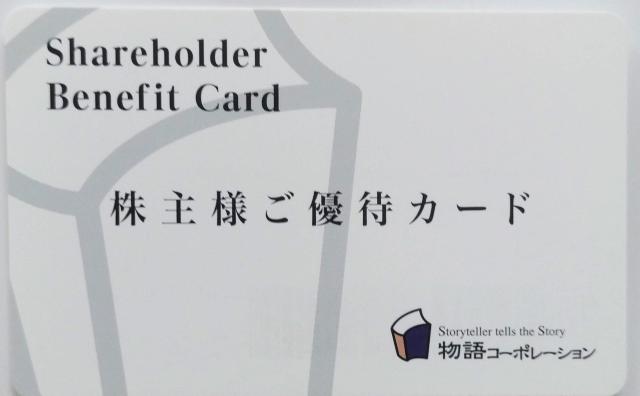 Shareholder
Benefit Card
株主様ご優待カード
Storyteller tells the Story
物語コーポレーション